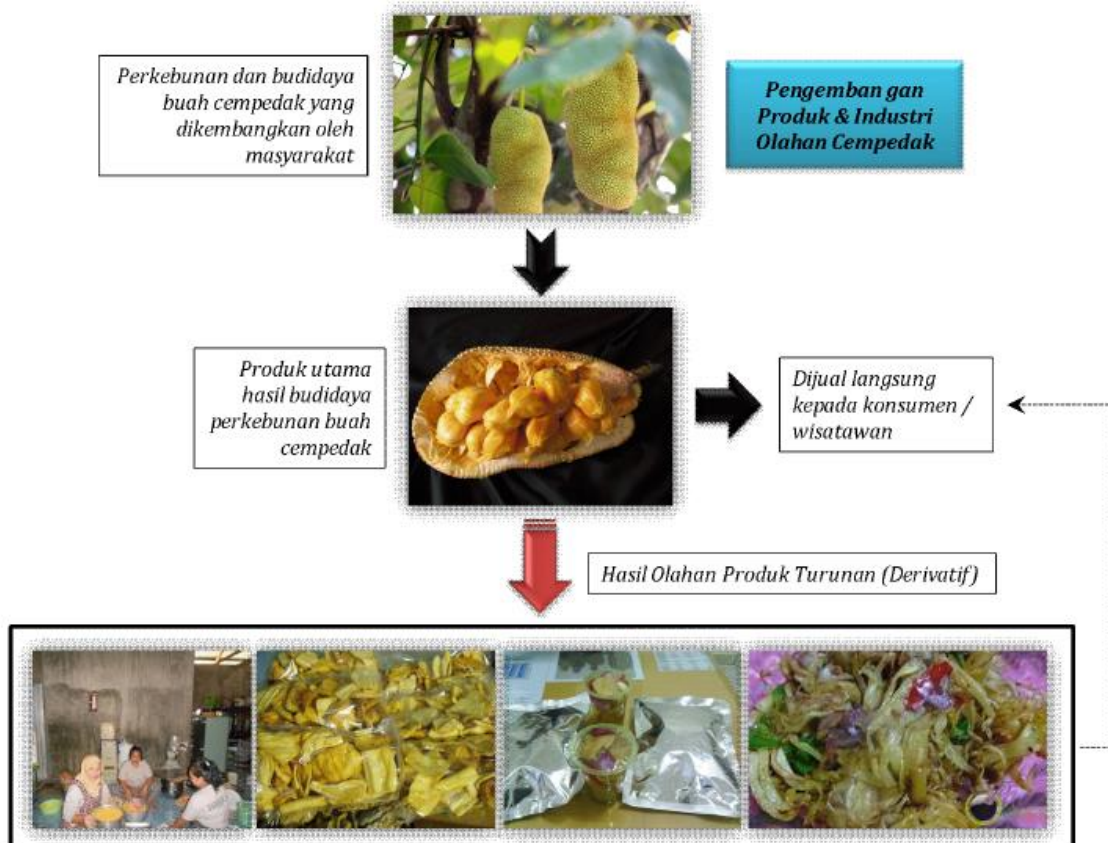 Perkebunan dan budidaya
buah cempedak yang
dikembangkan oleh
masyarakat
Pengemban gan
Produk & Industri
Olahan Cempedak
Produk utama
hasil budidaya
perkebunan buah
cempedak
Dijual langsung
kepada konsumen /
wisatawan
Hasil Olahan Produk Turunan (Derivatif)